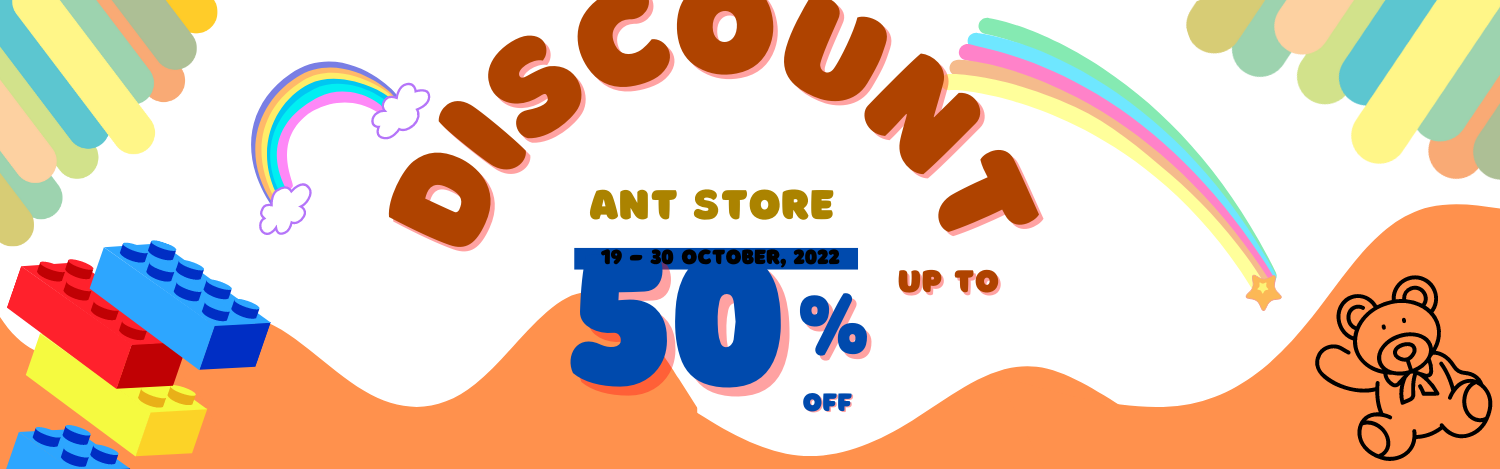 DISCOUNT
ANT STORE
19 – 30 OCTOBER, 2022
UP TO
50%
OFF